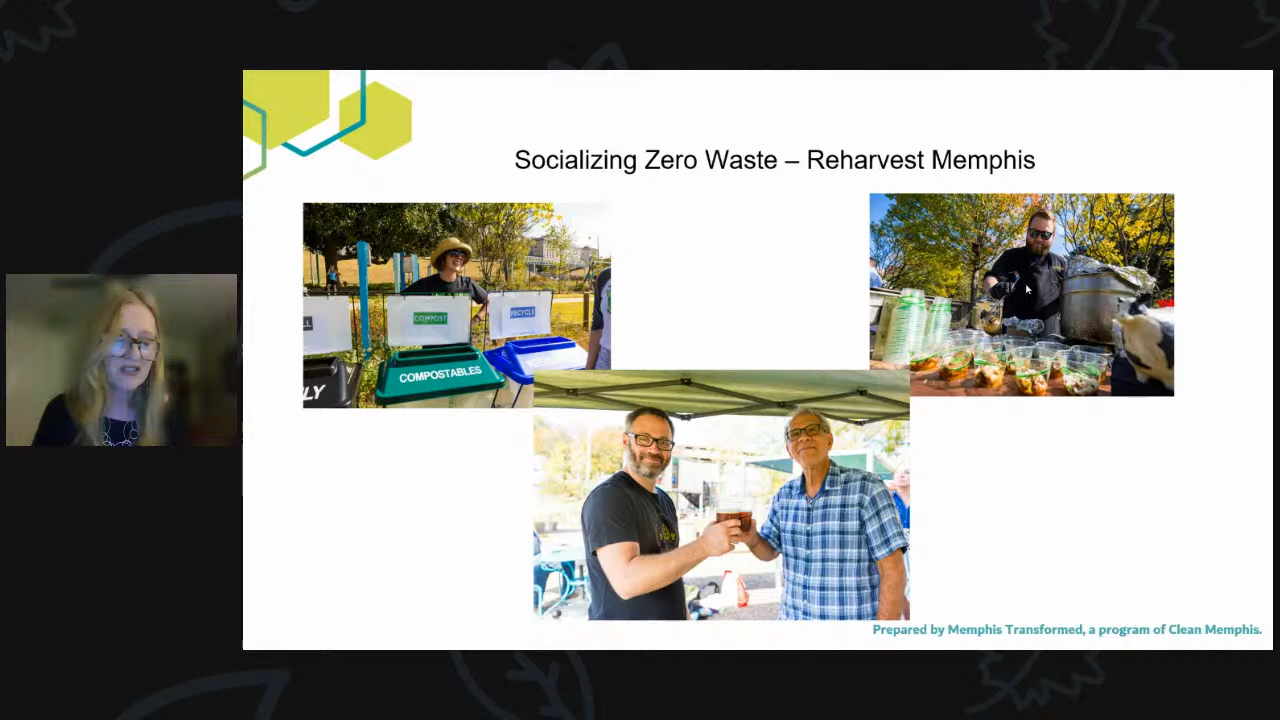 Socializing Zero Waste – Reharvest Memphis
COMPOST
RECYCLE
COMPOSTABLES
Prepared by Memphis Transformed, a program of Clean Memphis.